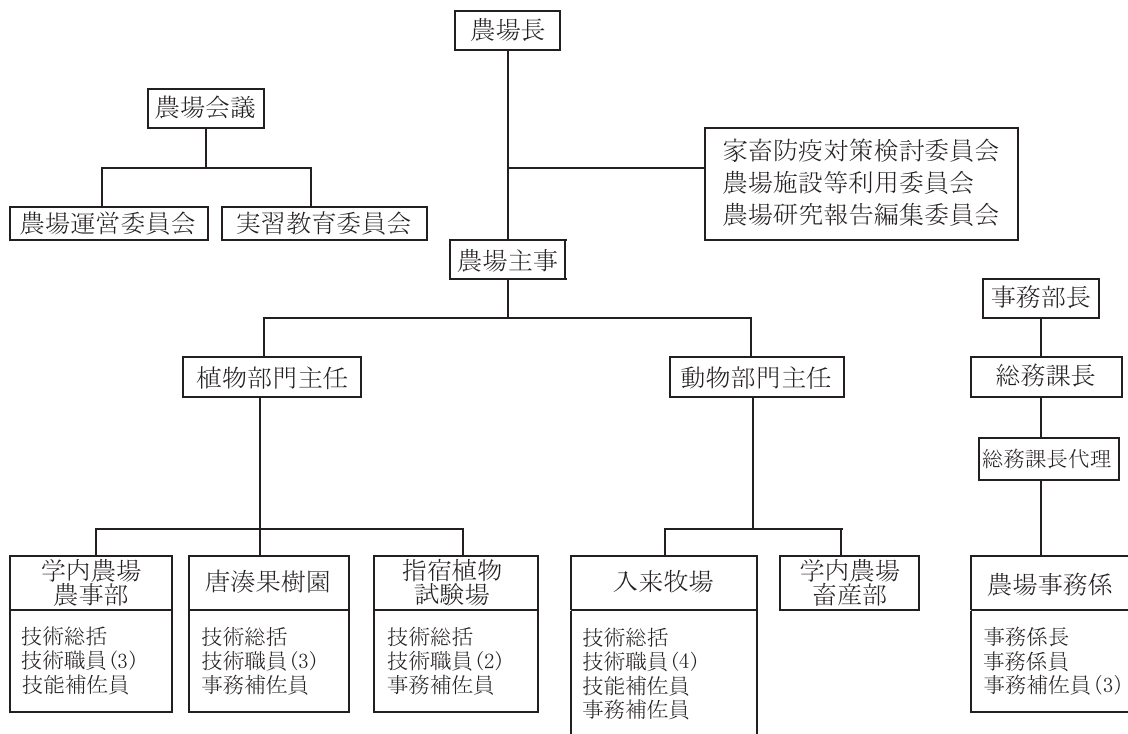 農場長
農場会議
家畜防疫対策検討委員会
農場施設等利用委員会
農場研究報告編集委員会
農場運営委員会
実習教育委員会
農場主事
事務部長
植物部門主任
動物部門主任
総務課長
総務課長代理
学内農場
農事部
技術総括
技術職員(3)
技能補佐員
唐湊果樹園
技術総括
技術職員(3)
事務補佐員
指宿植物
試験場
技術総括
技術職員(2)
事務補佐員
入来牧場
技術総括
技術職員(4)
技能補佐員
事務補佐員
学内農場
畜産部
農場事務係
事務係長
事務係員
事務補佐員(3)